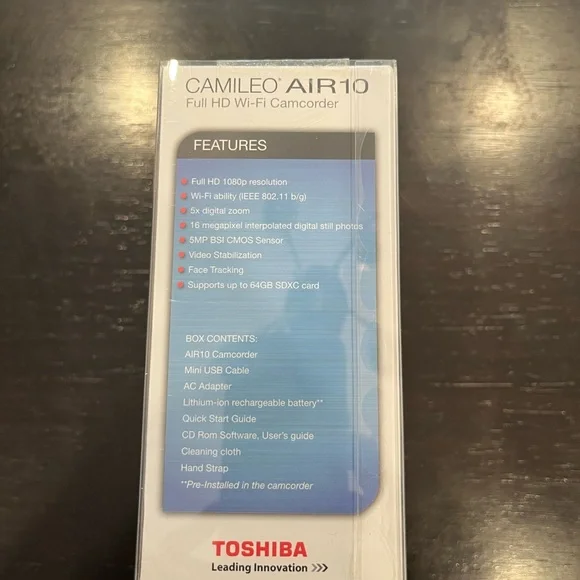 CAMILEO® AIR10
Full HD Wi-Fi Camcorder
FEATURES
Full HD 1080p resolution
Wi-Fi ability (IEEE 802.11 b/g)
5x digital zoom
16 megapixel interpolated digital still photos
5MP BSI CMOS Sensor
Video Stabilization
Face Tracking
Supports up to 64GB SDXC card
BOX CONTENTS:
AIR10 Camcorder
Mini USB Cable
AC Adapter
Lithium-ion rechargeable battery**
Quick Start Guide
CD Rom Software, User's guide
Cleaning cloth
Hand Strap
**Pre-Installed in the camcorder
TOSHIBA
Leading Innovation >>>